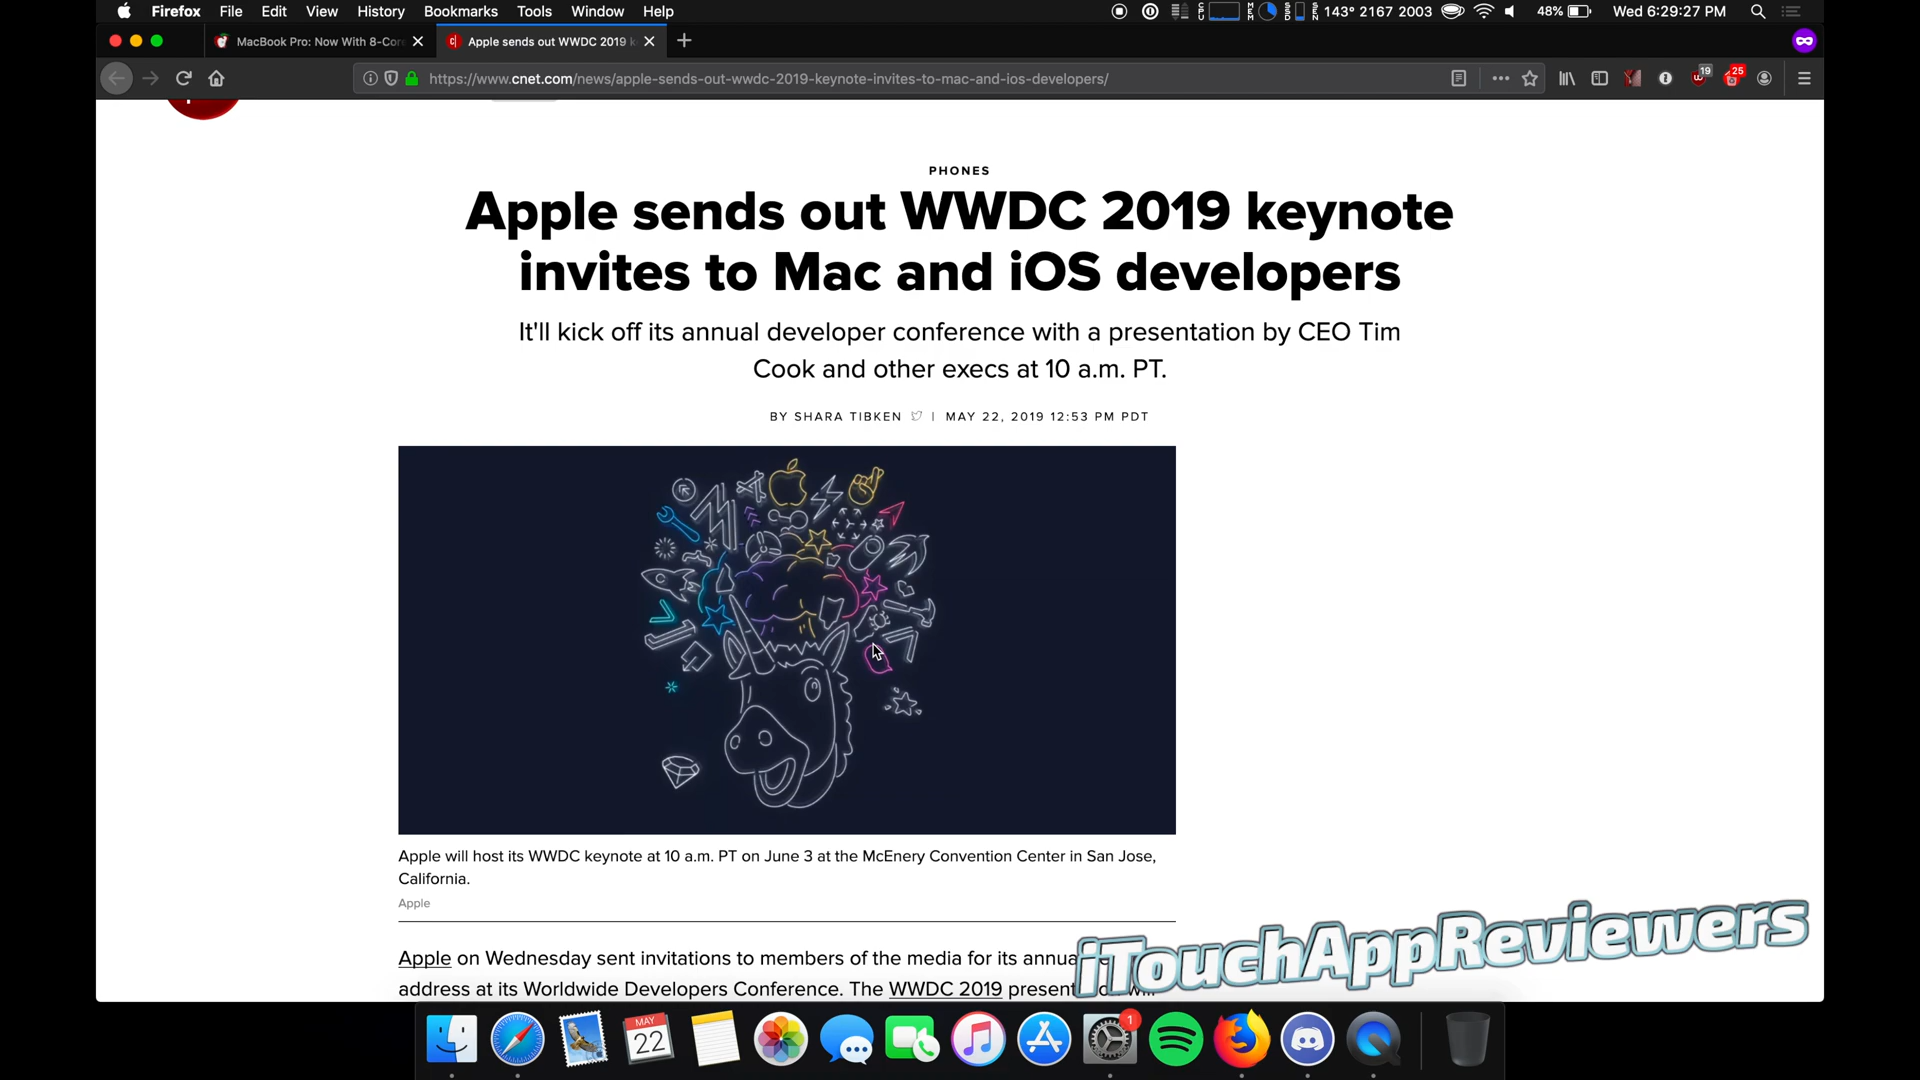 Firefox File Edit View History Bookmarks Tools Window Help
CPU MEM SSD SEN 143° 2167 2003 48% Wed 6:29:27 PM
MacBook Pro: Now With 8-Cor
Apple sends out WWDC 2019 k
https://www.cnet.com/news/apple-sends-out-wwdc-2019-keynote-invites-to-mac-and-ios-developers/
19
25
PHONES
Apple sends out WWDC 2019 keynote
invites to Mac and iOS developers
It'll kick off its annual developer conference with a presentation by CEO Tim
Cook and other execs at 10 a.m. PT.
BY SHARA TIBKEN | MAY 22, 2019 12:53 PM PDT
Apple will host its WWDC keynote at 10 a.m. PT on June 3 at the McEnery Convention Center in San Jose,
California.
Apple
Apple on Wednesday sent invitations to members of the media for its annua
address at its Worldwide Developers Conference. The WWDC 2019 present
iTouchAppReviewers
MAY
22
1